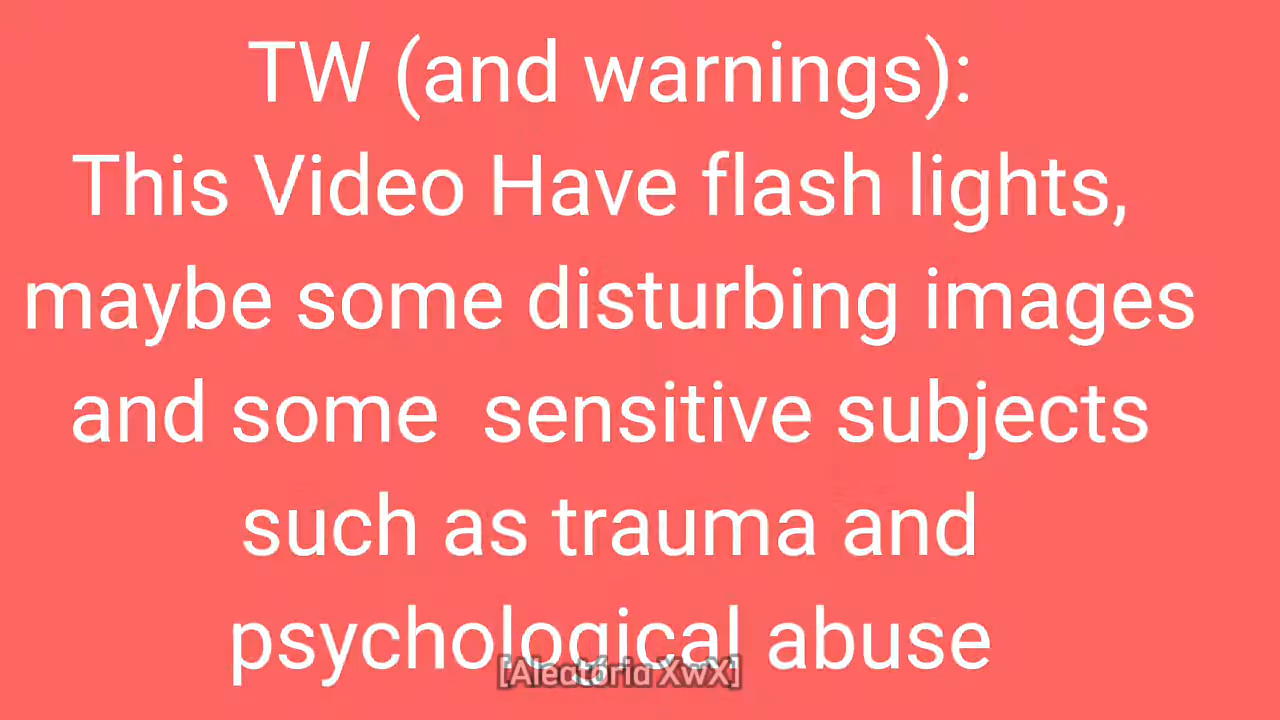 TW (and warnings):
This Video Have flash lights,
maybe some disturbing images
and some  sensitive subjects
such as trauma and
psychological abuse
[Aleatória XwX]